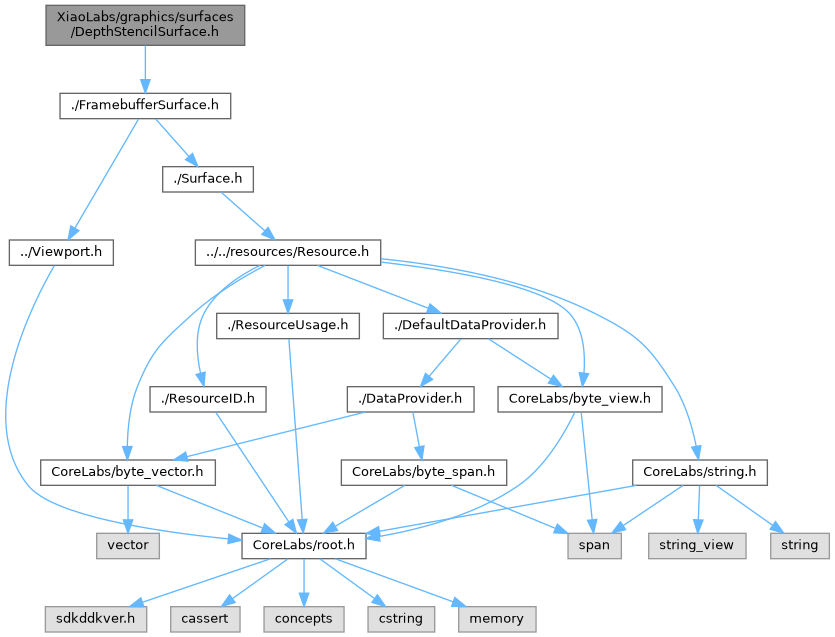 XiaoLabs/graphics/surfaces
/DepthStencilSurface.h
./FramebufferSurface.h
./Surface.h
../Viewport.h
../../resources/Resource.h
./ResourceUsage.h
./DefaultDataProvider.h
./ResourceID.h
./DataProvider.h
CoreLabs/byte_view.h
CoreLabs/byte_vector.h
CoreLabs/byte_span.h
CoreLabs/string.h
vector
CoreLabs/root.h
span
string_view
string
sdkddkver.h
cassert
concepts
cstring
memory